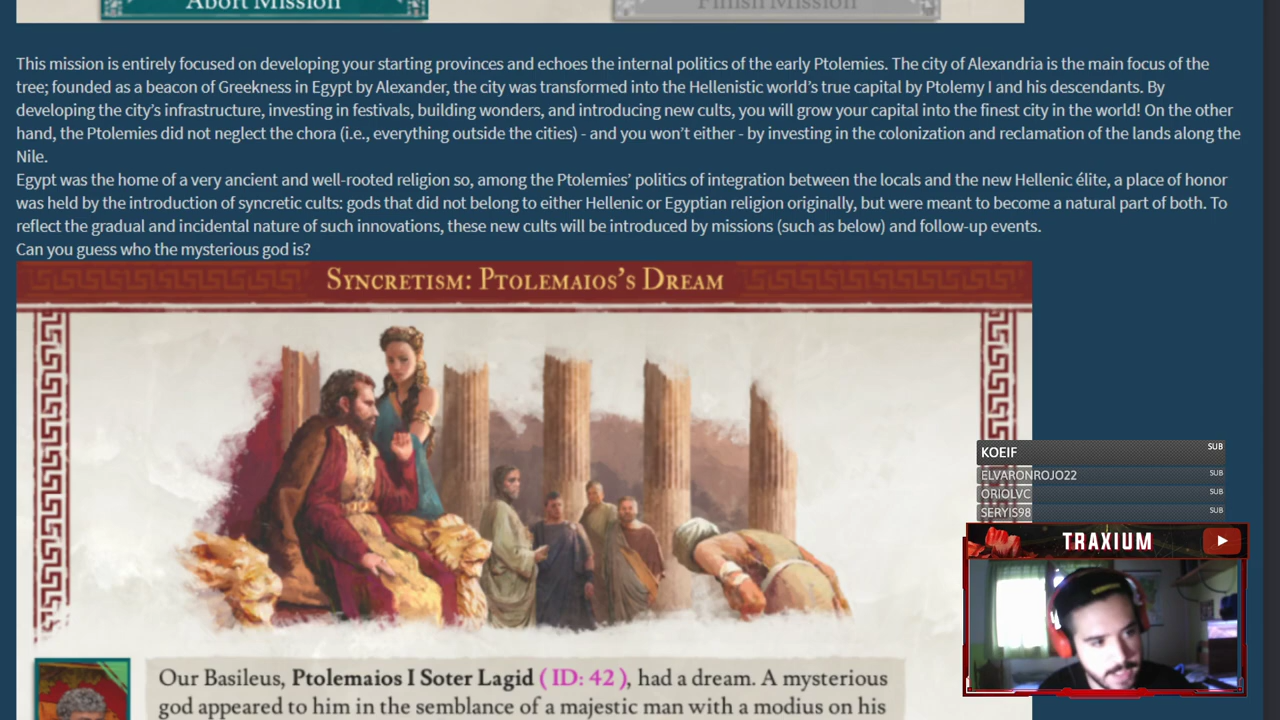 Abort Mission
Finish Mission
This mission is entirely focused on developing your starting provinces and echoes the internal politics of the early Ptolemies. The city of Alexandria is the main focus of the
tree; founded as a beacon of Greekness in Egypt by Alexander, the city was transformed into the Hellenistic world's true capital by Ptolemy I and his descendants. By
developing the city's infrastructure, investing in festivals, building wonders, and introducing new cults, you will grow your capital into the finest city in the world! On the other
hand, the Ptolemies did not neglect the chora (i.e., everything outside the cities) - and you won't either - by investing in the colonization and reclamation of the lands along the
Nile.
Egypt was the home of a very ancient and well-rooted religion so, among the Ptolemies' politics of integration between the locals and the new Hellenic élite, a place of honor
was held by the introduction of syncretic cults: gods that did not belong to either Hellenic or Egyptian religion originally, but were meant to become a natural part of both. To
reflect the gradual and incidental nature of such innovations, these new cults will be introduced by missions (such as below) and follow-up events.
Can you guess who the mysterious god is?
Syncretism: Ptolemaios's Dream
KOEIF SUB
ELVARONROJO22 SUB
ORIOLVC SUB
SERYIS98 SUB
TRAXIUM
Our Basileus, Ptolemaios I Soter Lagid ( ID: 42 ), had a dream. A mysterious
god appeared to him in the semblance of a majestic man with a modius on his